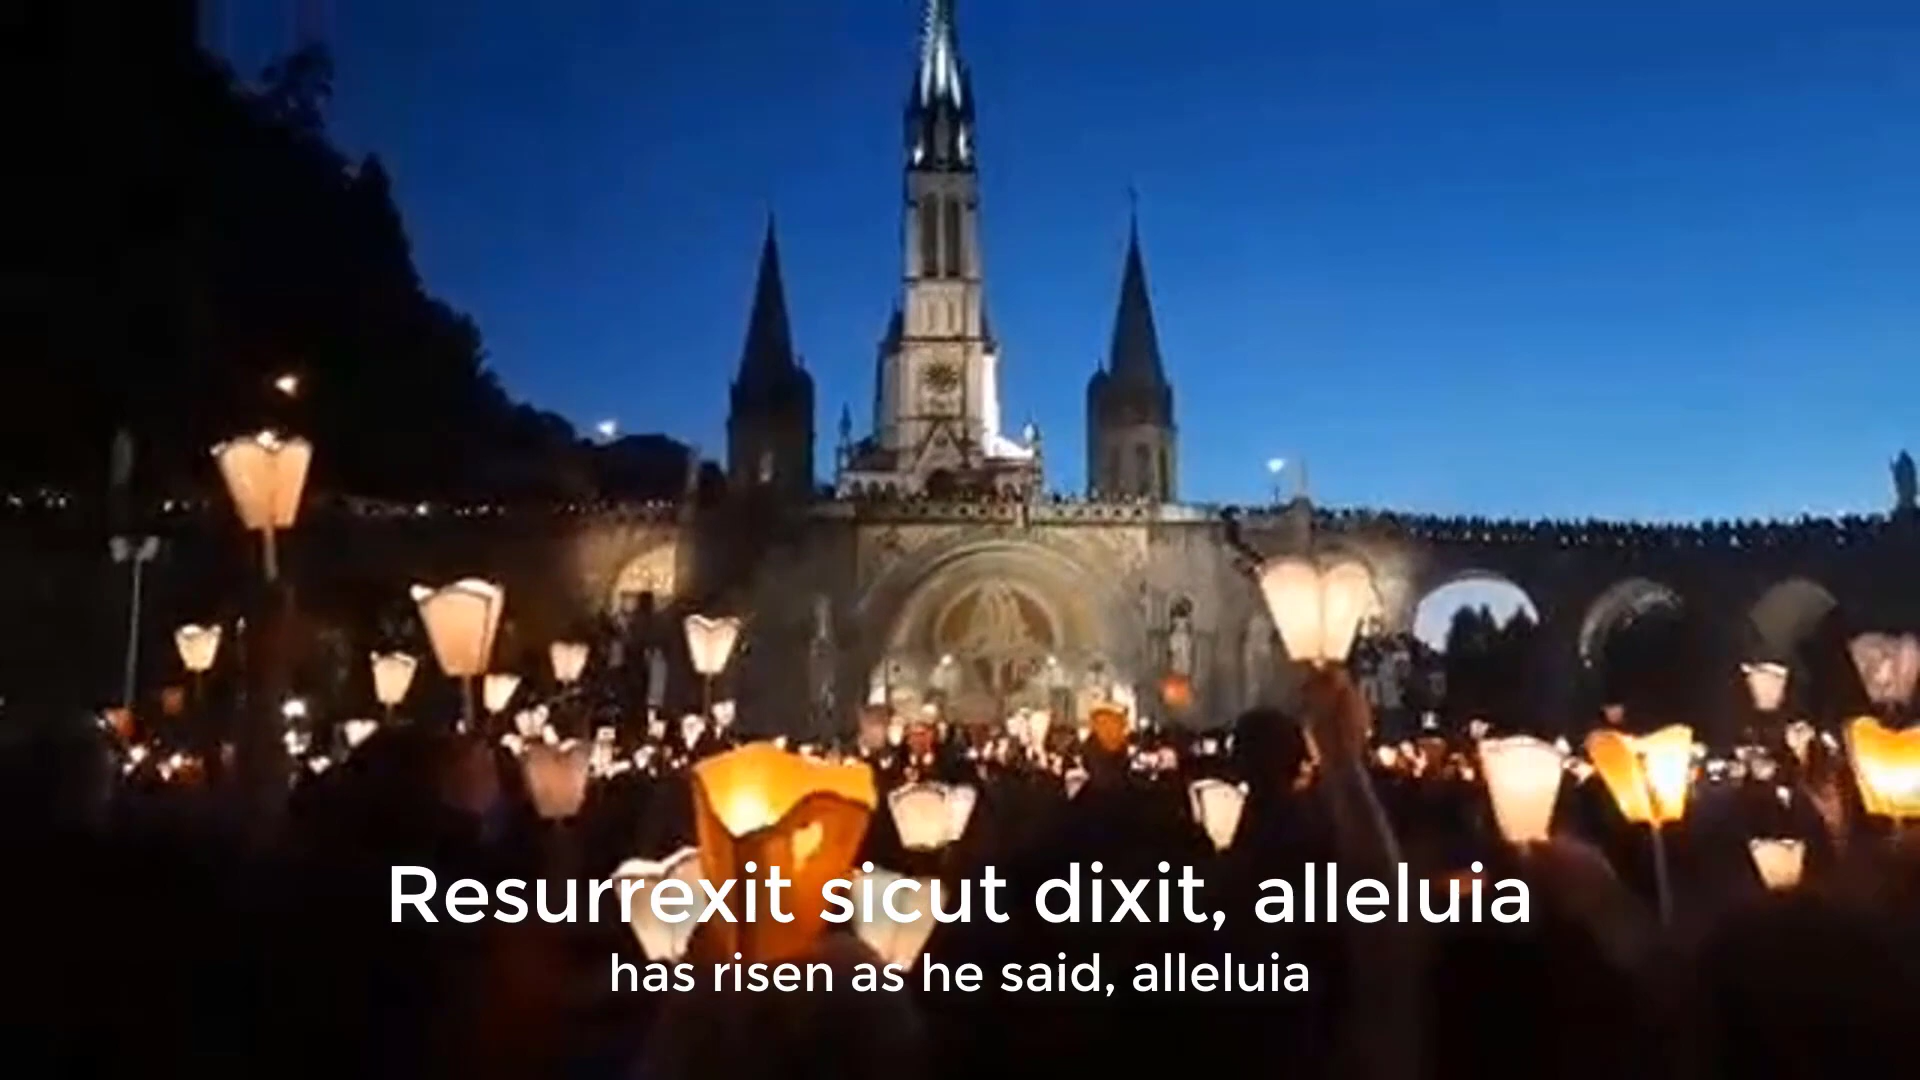 Resurrexit sicut dixit, alleluia
has risen as he said, alleluia